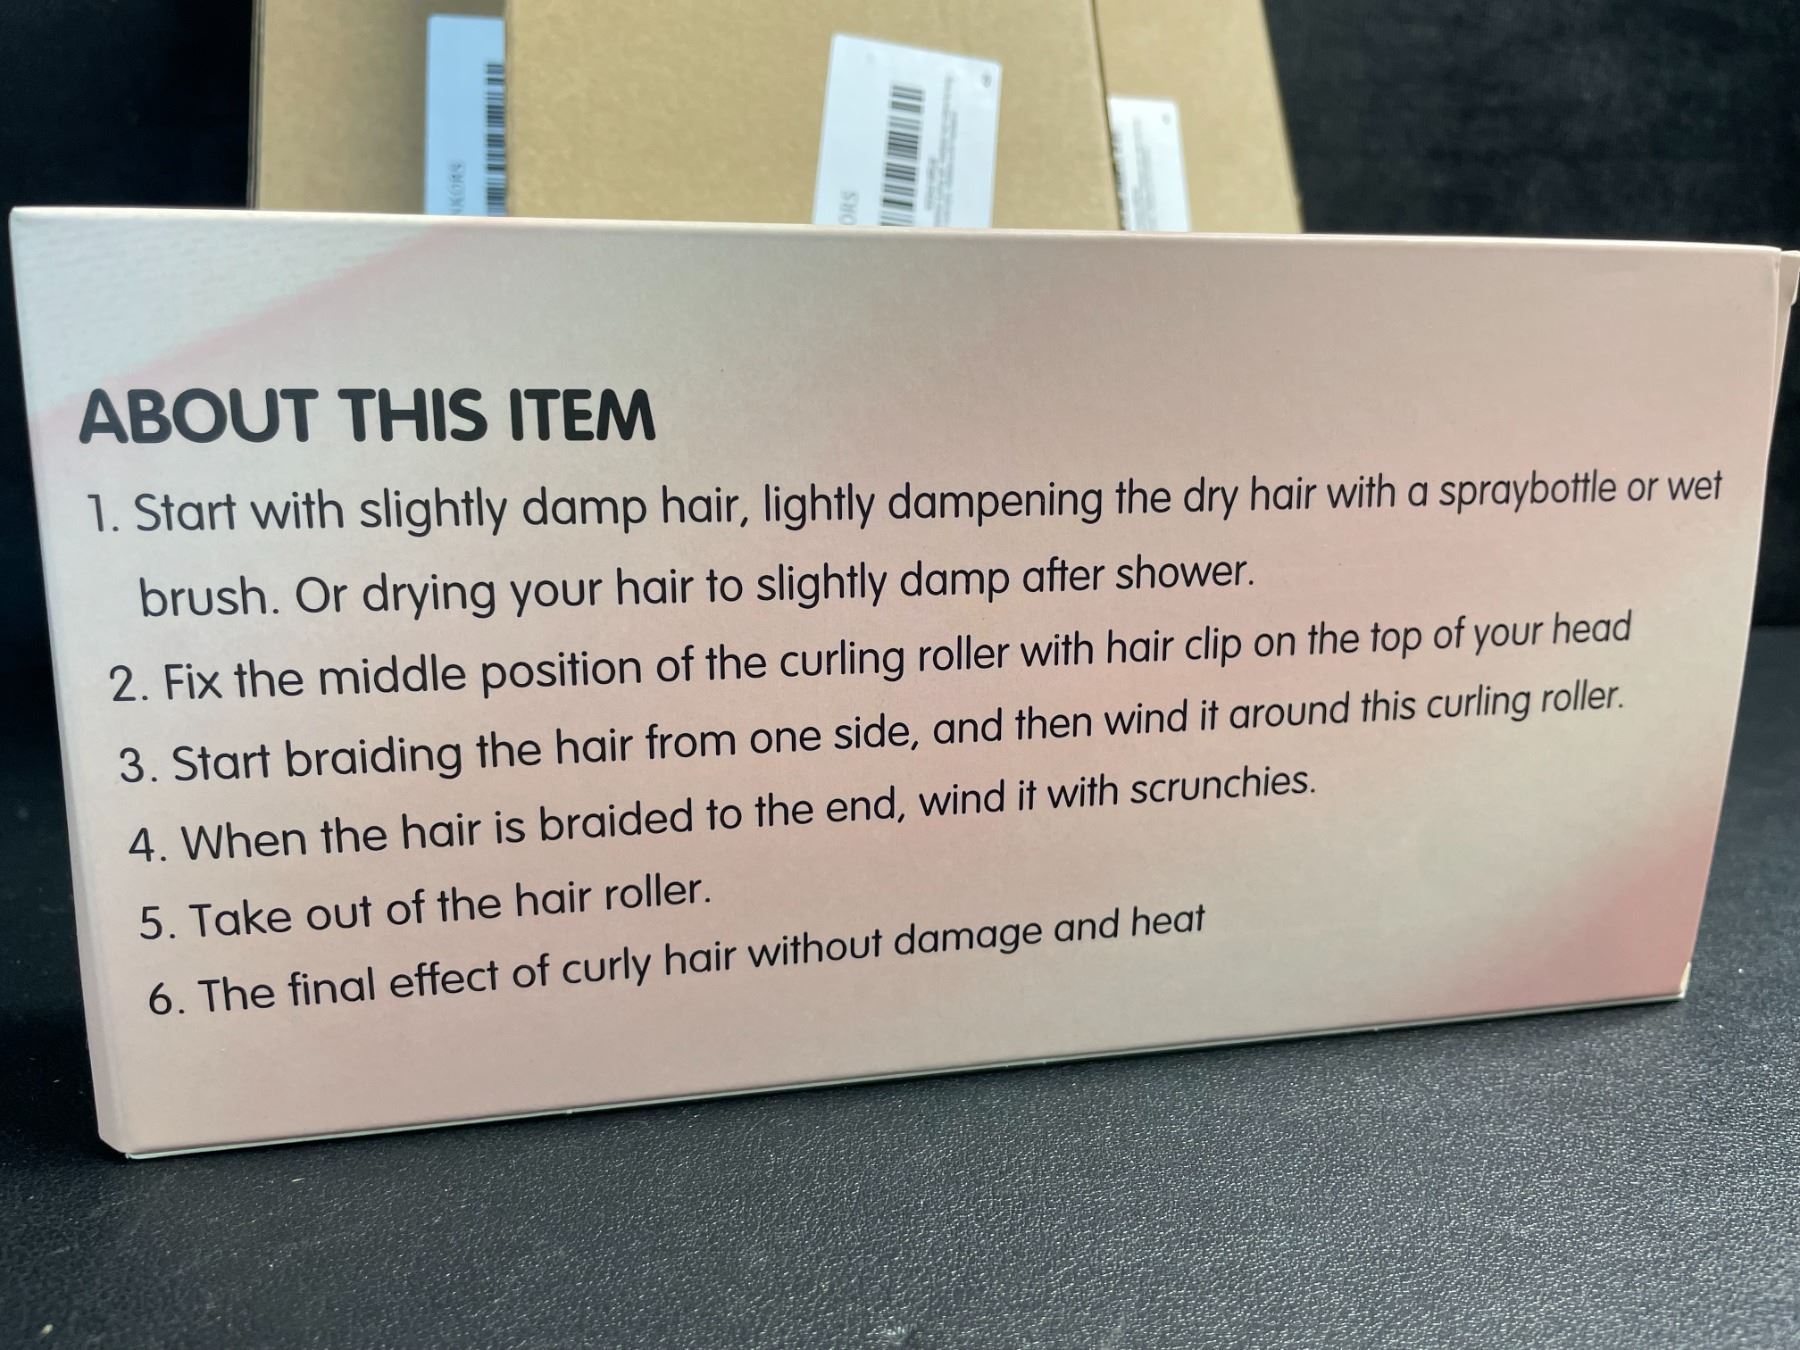 ORS
ABOUT THIS ITEM
1. Start with slightly damp hair, lightly dampening the dry hair with a spraybottle or wet
brush. Or drying your hair to slightly damp after shower.
2. Fix the middle position of the curling roller with hair clip on the top of your head
3. Start braiding the hair from one side, and then wind it around this curling roller.
4. When the hair is braided to the end, wind it with scrunchies.
5. Take out of the hair roller.
6. The final effect of curly hair without damage and heat